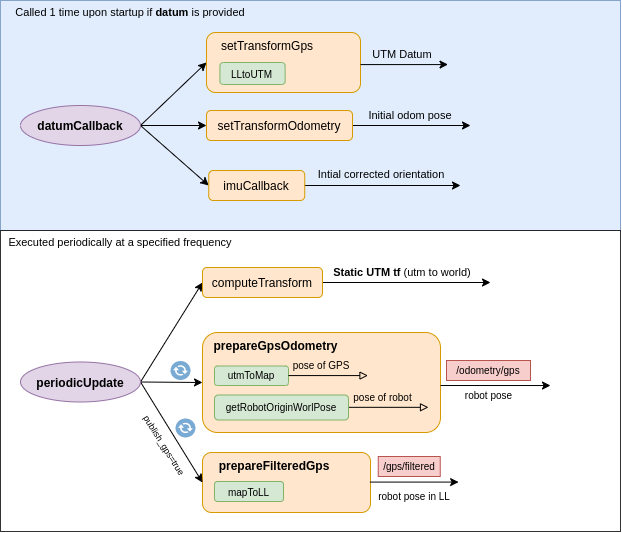 Called 1 time upon startup if datum is provided
setTransformGps
LLtoUTM
UTM Datum
datumCallback
setTransformOdometry
Initial odom pose
imuCallback
Intial corrected orientation
Executed periodically at a specified frequency
computeTransform
Static UTM tf (utm to world)
periodicUpdate
prepareGpsOdometry
utmToMap
pose of GPS
getRobotOriginWorlPose
pose of robot
/odometry/gps
robot pose
publish_gps=true
prepareFilteredGps
mapToLL
/gps/filtered
robot pose in LL